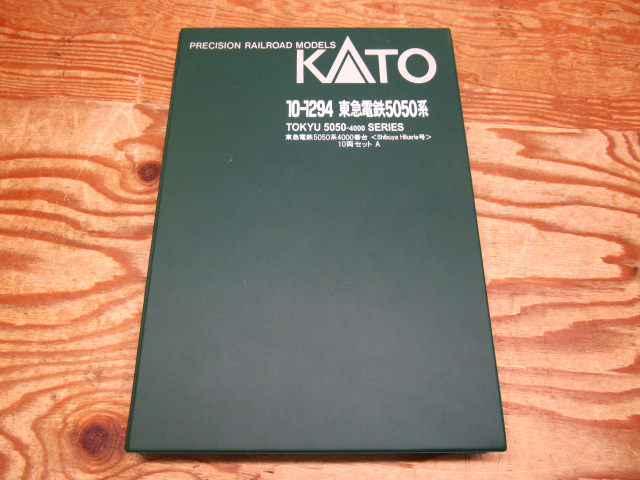 PRECISION RAILROAD MODELS
KATO
10-1294 東急電鉄5050系
TOKYU 5050-4000 SERIES
東急電鉄5050系4000番台 <Shibuya Hikarie号>
10両セット A